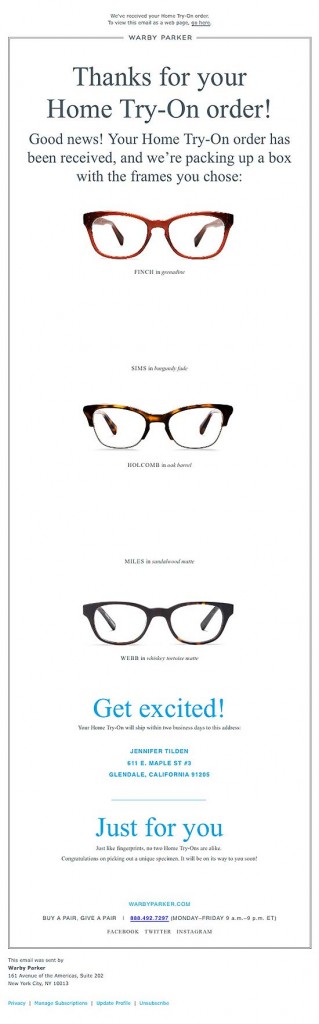 We've received your Home Try-On order.
To view this email as a web page, go here.
WARBY PARKER
Thanks for your
Home Try-On order!
Good news! Your Home Try-On order has
been received, and we're packing up a box
with the frames you chose:
FINCH in grenadine
SIMS in burgundy fade
HOLCOMB in oak barrel
MILES in sandalwood matte
WEBB in whiskey tortoise matte
Get excited!
Your Home Try-On will ship within two business days to this address:
JENNIFER TILDEN
611 E. MAPLE ST #3
GLENDALE, CALIFORNIA 91205
Just for you
Just like fingerprints, no two Home Try-Ons are alike.
Congratulations on picking out a unique specimen. It will be on its way to you soon!
WARBYPARKER.COM
BUY A PAIR, GIVE A PAIR | 888.492.7297 (MONDAY–FRIDAY 9 a.m.–9 p.m. ET)
FACEBOOK TWITTER INSTAGRAM
This email was sent by
Warby Parker
161 Avenue of the Americas, Suite 202
New York City, NY 10013
Privacy | Manage Subscriptions | Update Profile | Unsubscribe